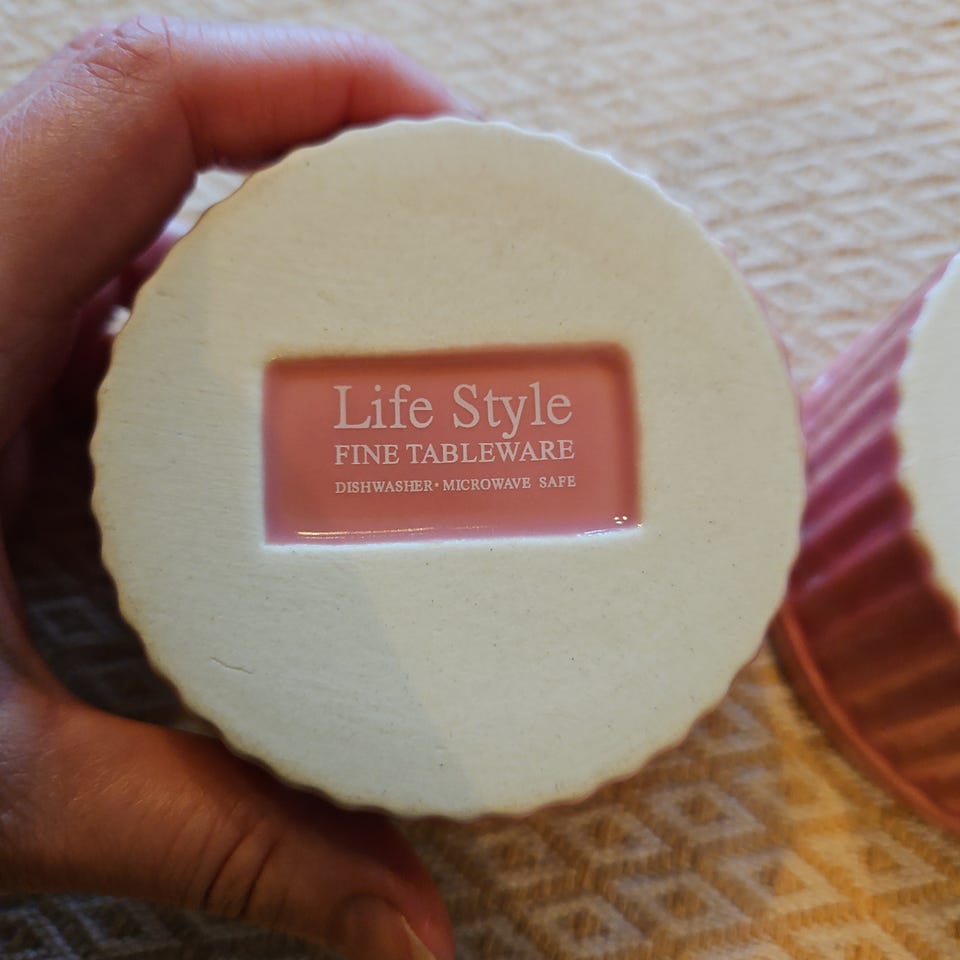 Life Style
FINE TABLEWARE
DISHWASHER• MICROWAVE SAFE